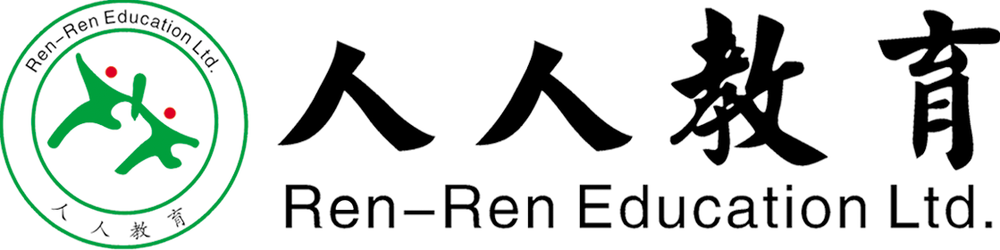 Ren-Ren Education Ltd.
人人教育
人人教育
Ren-Ren Education Ltd.